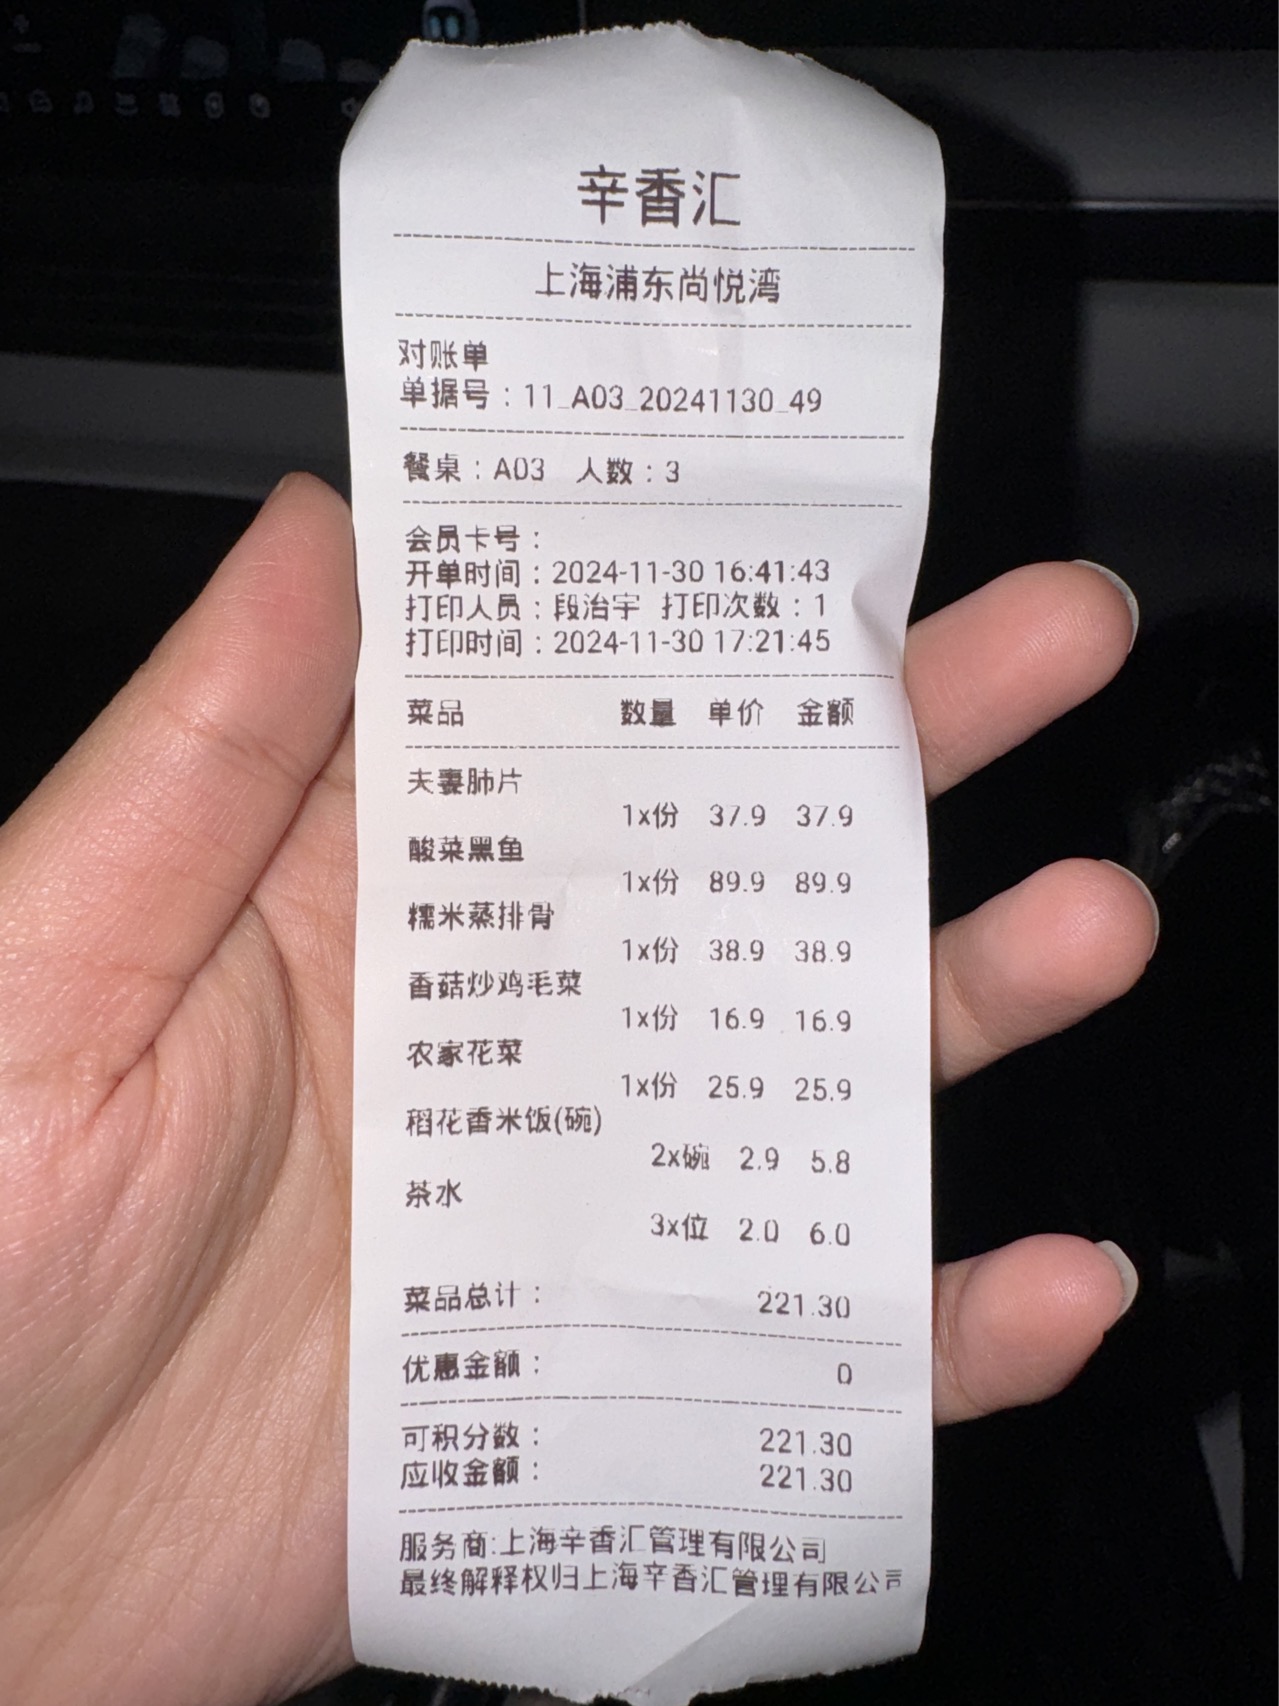 辛香汇
上海浦东尚悦湾
对账单
单据号：11_A03_20241130_49
餐桌：A03 人数：3
会员卡号：
开单时间：2024-11-30 16:41:43
打印人员：段治宇 打印次数：1
打印时间：2024-11-30 17:21:45
菜品 数量 单价 金额
夫妻肺片
1x份 37.9 37.9
酸菜黑鱼
1x份 89.9 89.9
糯米蒸排骨
1x份 38.9 38.9
香菇炒鸡毛菜
1x份 16.9 16.9
农家花菜
1x份 25.9 25.9
稻花香米饭(碗)
2x碗 2.9 5.8
茶水
3x位 2.0 6.0
菜品总计： 221.30
优惠金额： 0
可积分数： 221.30
应收金额： 221.30
服务商:上海辛香汇管理有限公司
最终解释权归上海辛香汇管理有限公司